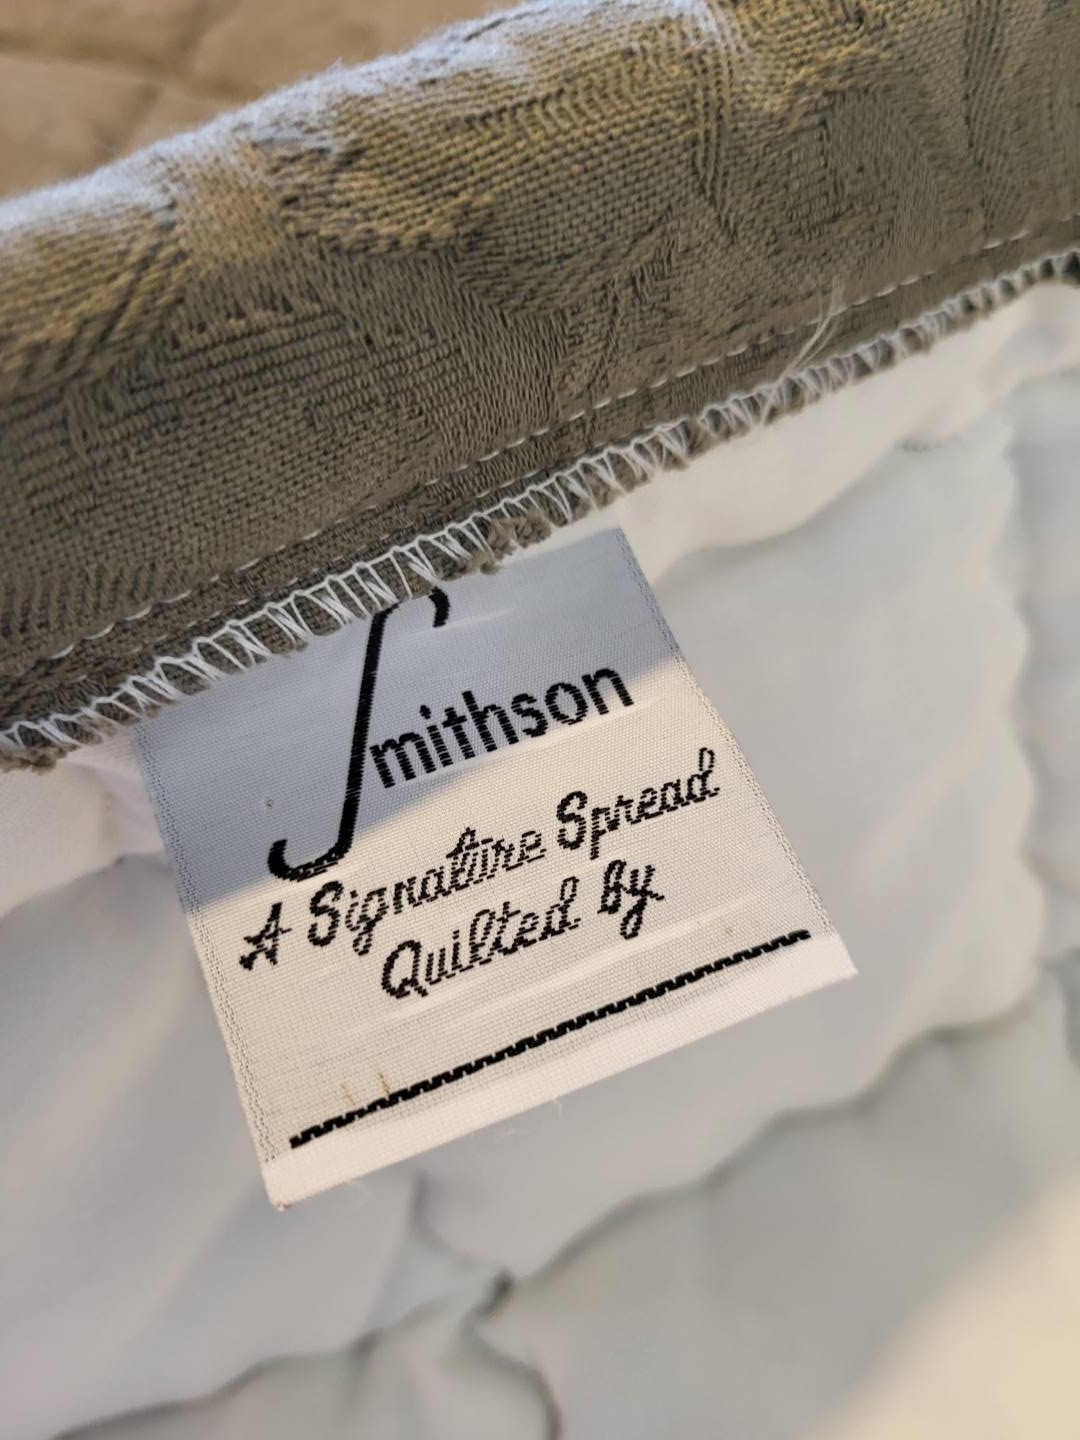 Smithson
A Signature Spread
Quilted by